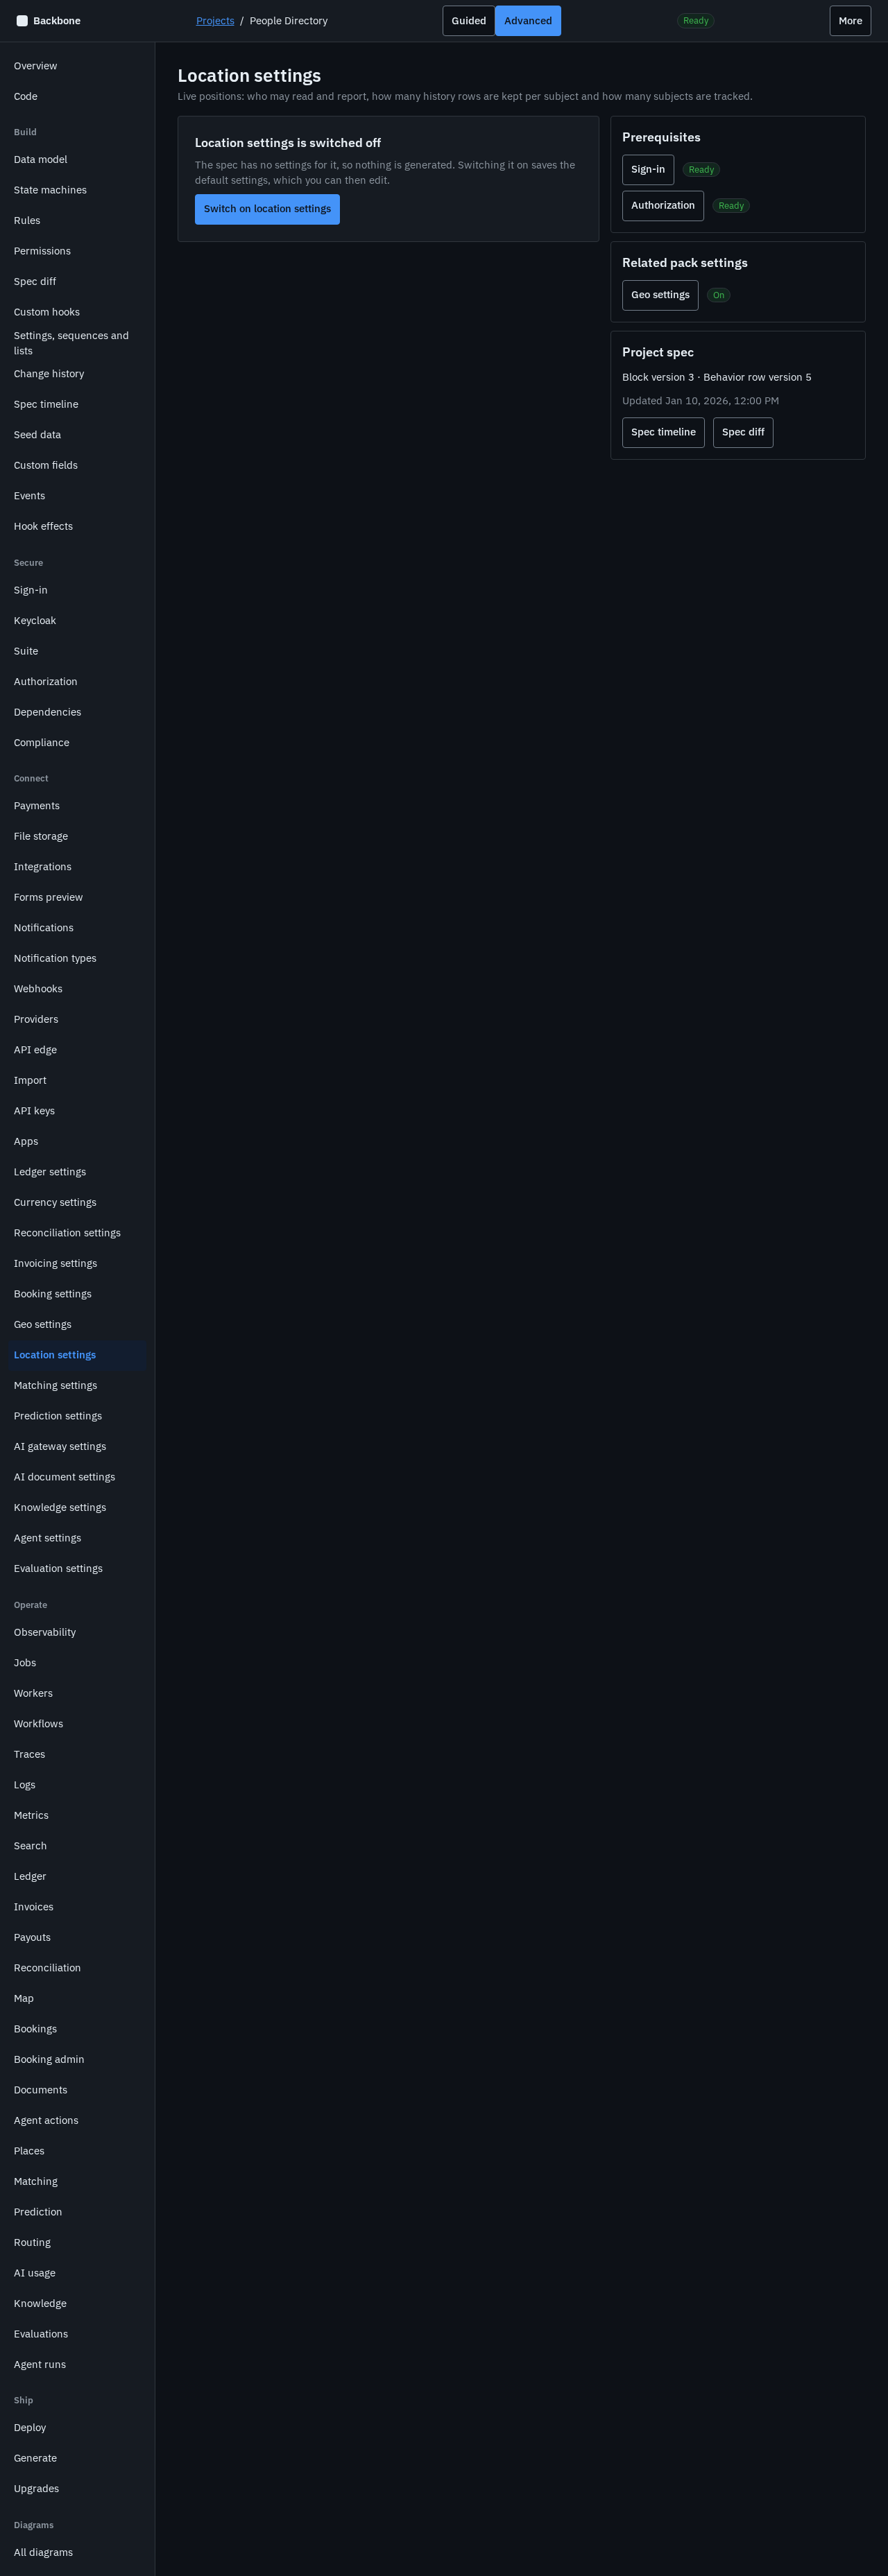 Backbone
Projects / People Directory
Guided
Advanced
Ready
More
Overview
Code
Build
Data model
State machines
Rules
Permissions
Spec diff
Custom hooks
Settings, sequences and
lists
Change history
Spec timeline
Seed data
Custom fields
Events
Hook effects
Secure
Sign-in
Keycloak
Suite
Authorization
Dependencies
Compliance
Connect
Payments
File storage
Integrations
Forms preview
Notifications
Notification types
Webhooks
Providers
API edge
Import
API keys
Apps
Ledger settings
Currency settings
Reconciliation settings
Invoicing settings
Booking settings
Geo settings
Location settings
Matching settings
Prediction settings
AI gateway settings
AI document settings
Knowledge settings
Agent settings
Evaluation settings
Operate
Observability
Jobs
Workers
Workflows
Traces
Logs
Metrics
Search
Ledger
Invoices
Payouts
Reconciliation
Map
Bookings
Booking admin
Documents
Agent actions
Places
Matching
Prediction
Routing
AI usage
Knowledge
Evaluations
Agent runs
Ship
Deploy
Generate
Upgrades
Diagrams
All diagrams
Location settings
Live positions: who may read and report, how many history rows are kept per subject and how many subjects are tracked.
Location settings is switched off
The spec has no settings for it, so nothing is generated. Switching it on saves the
default settings, which you can then edit.
Switch on location settings
Prerequisites
Sign-in
Ready
Authorization
Ready
Related pack settings
Geo settings
On
Project spec
Block version 3 · Behavior row version 5
Updated Jan 10, 2026, 12:00 PM
Spec timeline
Spec diff